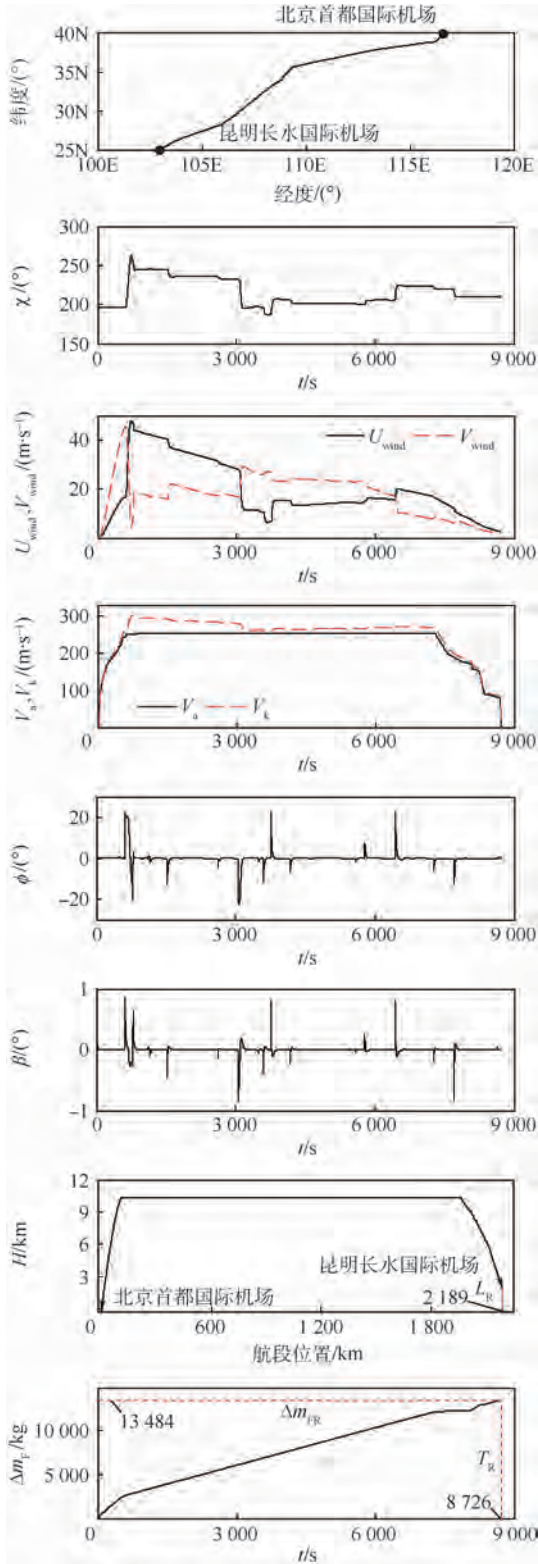 北京首都国际机场
40N
35N
30N
25N
纬度/(°)
昆明长水国际机场
100E 105E 110E 115E 120E
经度/(°)
300
250
200
150
χ/(°)
0 3 000 6 000 9 000
t/s
40
20
U_wind,V_wind/(m·s⁻¹)
U_wind V_wind
0 3 000 6 000 9 000
t/s
300
200
100
V_a,V_k/(m·s⁻¹)
V_a V_k
0 3 000 6 000 9 000
t/s
20
0
−20
ϕ/(°)
0 3 000 6 000 9 000
t/s
1
0
−1
β/(°)
0 3 000 6 000 9 000
t/s
12
9
6
3
H/km
昆明长水国际机场
北京首都国际机场
2 189 L_R
0 600 1 200 1 800
航段位置/km
10 000
5 000
Δm_F/kg
13 484
Δm_FR
T_R
8 726
0 3 000 6 000 9 000
t/s